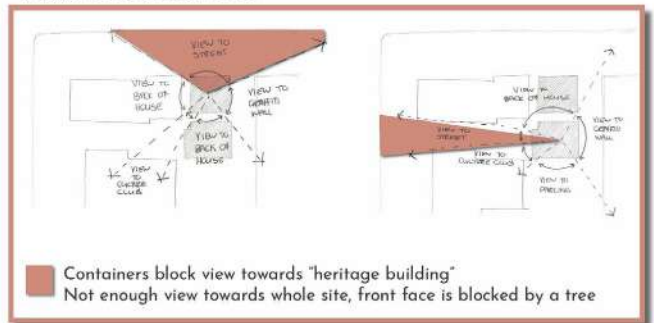 VIEW TO
STREET
VIEW TO
BACK OF
HOUSE
VIEW TO
GRAFFITI
WALL
VIEW TO
BACK OF
HOUSE
VIEW
TO
CULTURE
CLUB
VIEW TO
BACK OF HOUSE
VIEW TO
STREET
VIEW TO
GRAFFITI
WALL
VIEW TO
CULTURE CLUB
VIEW TO
PARKING
Containers block view towards "heritage building"
Not enough view towards whole site, front face is blocked by a tree